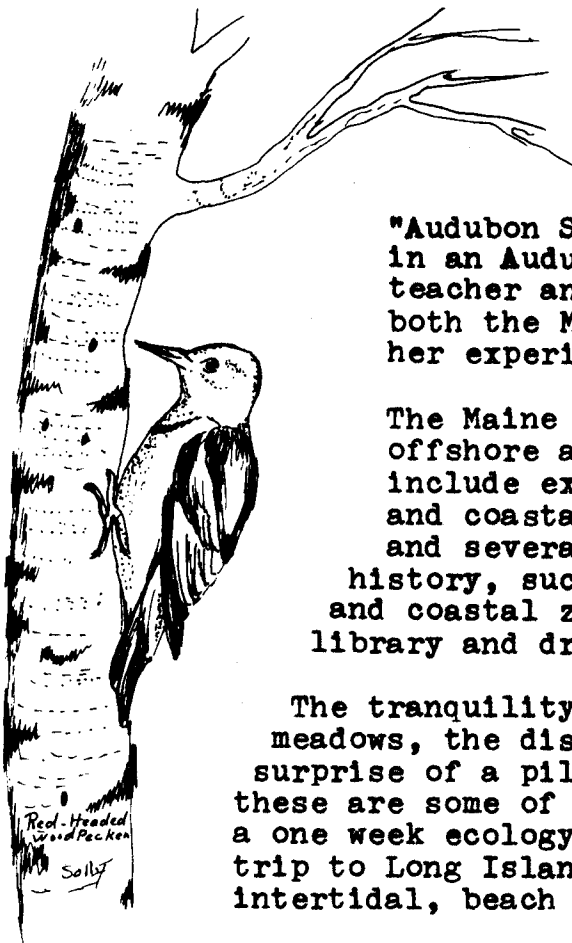 "Audubon S
in an Audu
teacher an
both the M
her experi
The Maine
offshore a
include ex
and coasta
and severa
history, suc
and coastal z
library and dr
The tranquility
meadows, the dis
surprise of a pil
these are some of
a one week ecology
trip to Long Islan
intertidal, beach
Red-Headed
WoodPecker